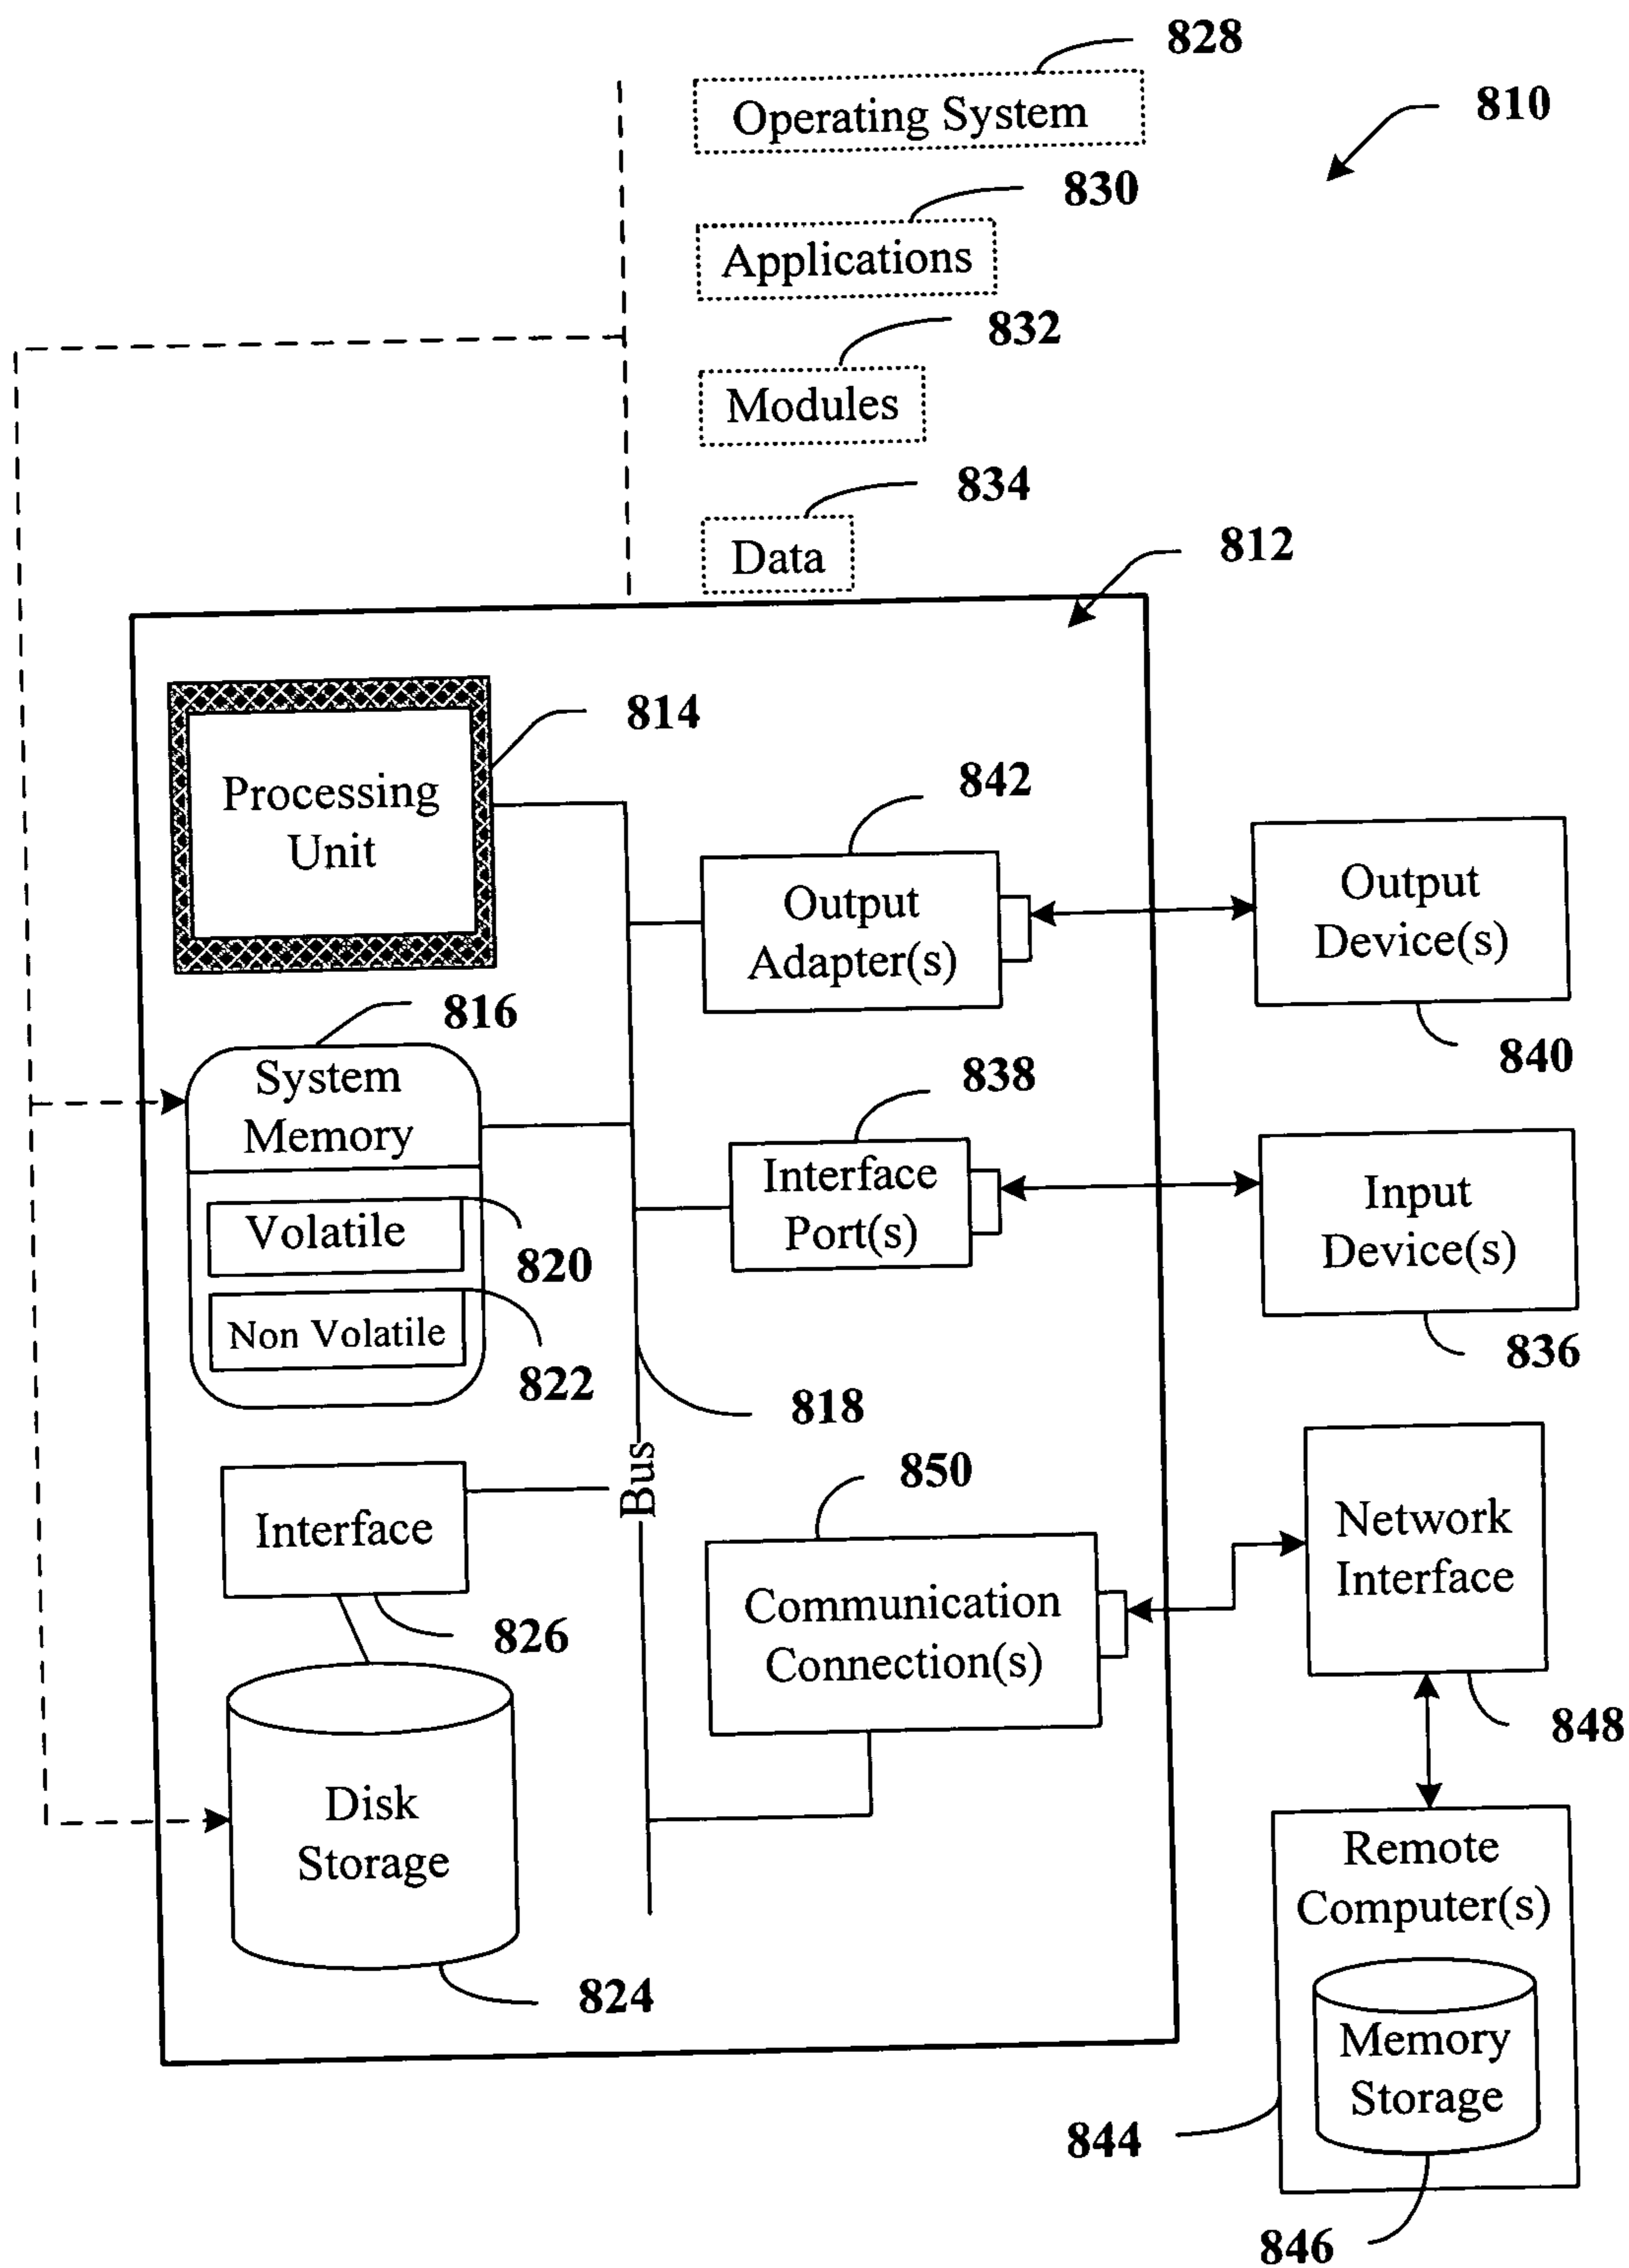 828
Operating System
810
830
Applications
832
Modules
834
Data
812
814
Processing
Unit
842
Output
Adapter(s)
Output
Device(s)
840
816
System
Memory
838
Interface
Port(s)
Input
Device(s)
836
Volatile
820
Non Volatile
822
818
Bus
850
Interface
826
Communication
Connection(s)
Network
Interface
848
Disk
Storage
824
Remote
Computer(s)
Memory
Storage
844
846